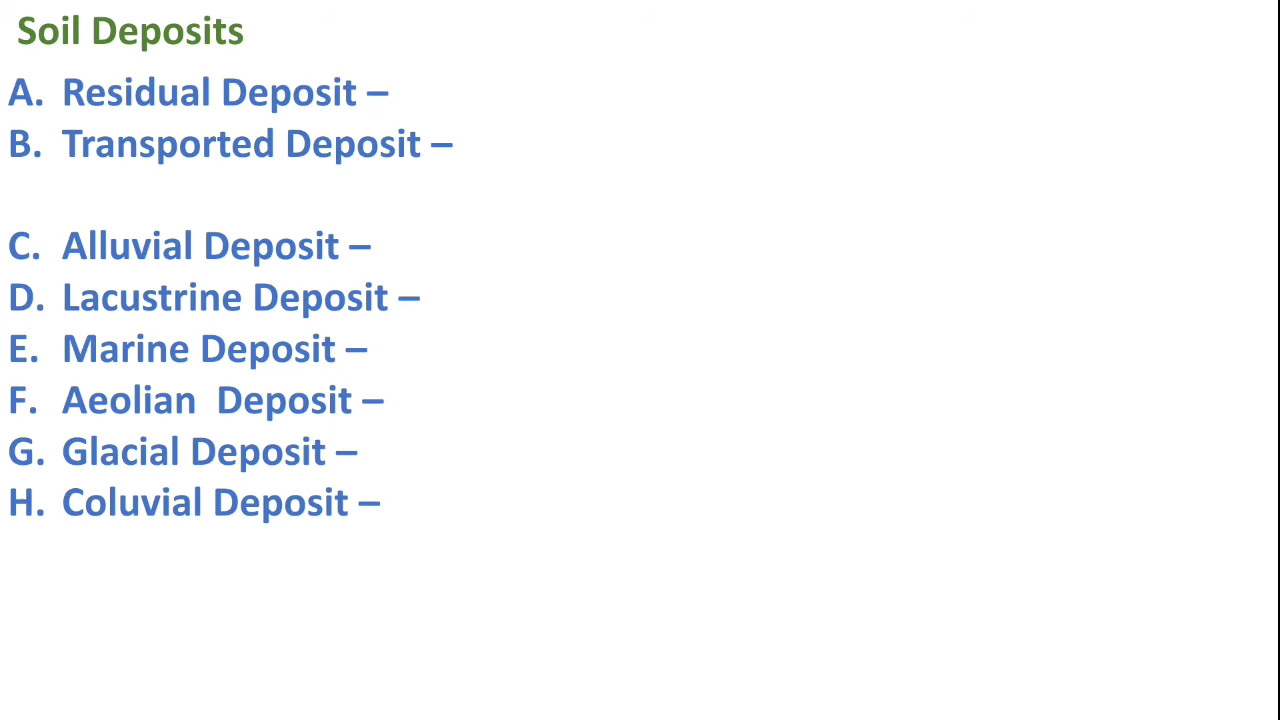 Soil Deposits
A. Residual Deposit –
B. Transported Deposit –
C. Alluvial Deposit –
D. Lacustrine Deposit –
E. Marine Deposit –
F. Aeolian  Deposit –
G. Glacial Deposit –
H. Coluvial Deposit –